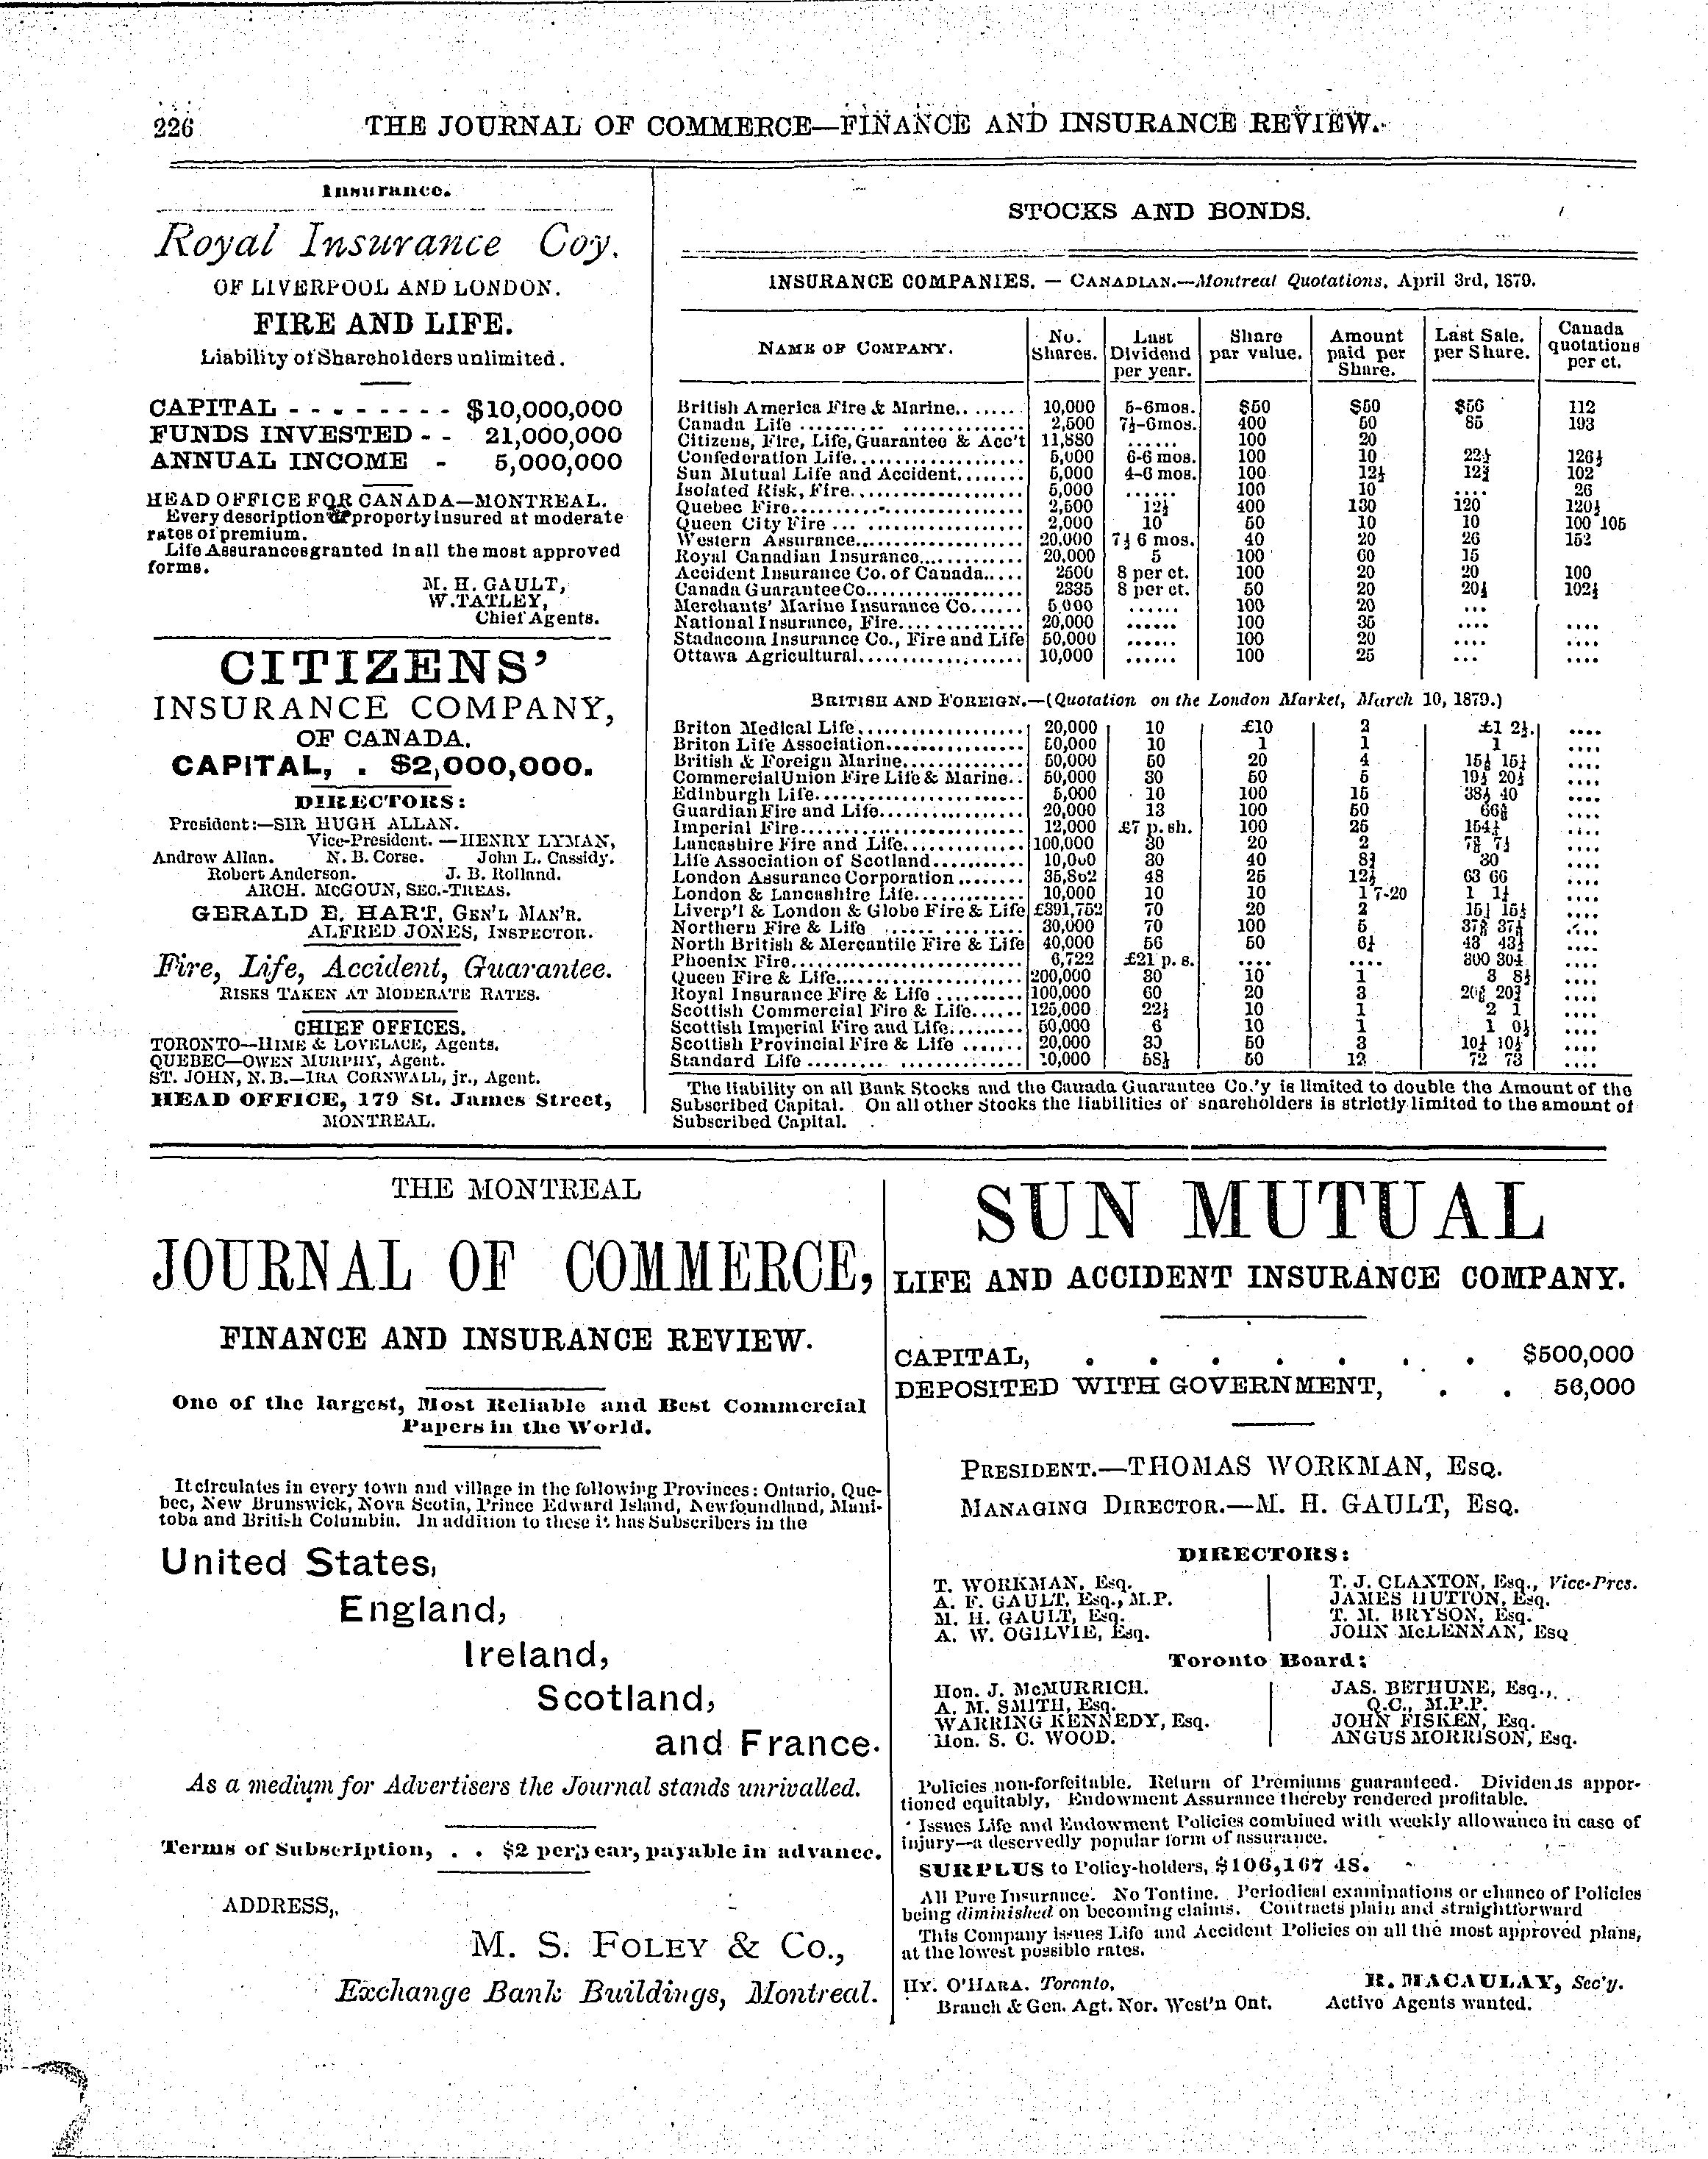 226
THE JOURNAL OF COMMERCE—FINANCE AND INSURANCE REVIEW.
Insurance.
Royal Insurance Coy.
OF LIVERPOOL AND LONDON.
FIRE AND LIFE.
Liability of Shareholders unlimited.
CAPITAL - - - - - - - - $10,000,000
FUNDS INVESTED - - 21,000,000
ANNUAL INCOME - 5,000,000
HEAD OFFICE FOR CANADA—MONTREAL.
Every description of property insured at moderate
rates of premium.
Life Assurances granted in all the most approved
forms.
M. H. GAULT,
W. TATLEY,
Chief Agents.
CITIZENS'
INSURANCE COMPANY,
OF CANADA.
CAPITAL, . $2,000,000.
DIRECTORS:
President:—SIR HUGH ALLAN.
Vice-President.—HENRY LYMAN,
Andrew Allan. N. B. Corse. John L. Cassidy.
Robert Anderson. J. B. Rolland.
ARCH. McGOUN, SEC.-TREAS.
GERALD E. HART, GEN'L MAN'R.
ALFRED JONES, INSPECTOR.
Fire, Life, Accident, Guarantee.
RISKS TAKEN AT MODERATE RATES.
CHIEF OFFICES.
TORONTO—HIME & LOVELACE, Agents.
QUEBEC—OWEN MURPHY, Agent.
ST. JOHN, N. B.—IRA CORNWALL, jr., Agent.
HEAD OFFICE, 179 St. James Street,
MONTREAL.
STOCKS AND BONDS.
INSURANCE COMPANIES. — CANADIAN.—Montreal Quotations, April 3rd, 1879.
NAME OF COMPANY. No. Shares. Last Dividend per year. Share par value. Amount paid per Share. Last Sale. per Share. Canada quotations per ct.
British America Fire & Marine........ 10,000 5-6mos. $50 $50 $56 112
Canada Life .......... .............. 2,500 7½-6mos. 400 50 85 193
Citizens, Fire, Life, Guarantee & Acc't 11,880 ...... 100 20
Confederation Life.................... 5,000 6-6 mos. 100 10 22½ 126½
Sun Mutual Life and Accident........ 5,000 4-6 mos. 100 12½ 12¾ 102
Isolated Risk, Fire.................... 5,000 ...... 100 10 .... 26
Quebec Fire.......................... 2,500 12½ 400 130 120 120½
Queen City Fire ... .................. 2,000 10 50 10 10 100 105
Western Assurance.................... 20,000 7½ 6 mos. 40 20 26 152
Royal Canadian Insurance............ 20,000 5 100 60 15
Accident Insurance Co. of Canada..... 2500 8 per ct. 100 20 20 100
Canada Guarantee Co.................. 2335 8 per ct. 50 20 20½ 102½
Merchants' Marine Insurance Co...... 5,000 ...... 100 20 ...
National Insurance, Fire.............. 20,000 ...... 100 35 .... ....
Stadacona Insurance Co., Fire and Life 50,000 ...... 100 20 .... ....
Ottawa Agricultural.................. 10,000 ...... 100 25 ... ....
BRITISH AND FOREIGN.—(Quotation on the London Market, March 10, 1879.)
Briton Medical Life.................... 20,000 10 £10 2 £1 2½. ....
Briton Life Association................ 50,000 10 1 1 1 ....
British & Foreign Marine.............. 50,000 50 20 4 ....
Commercial Union Fire Life & Marine.. 50,000 30 50 5 19½ 20½ ....
Edinburgh Life........................ 5,000 10 100 15 38½ 40 ....
Guardian Fire and Life................ 20,000 13 100 50 ....
Imperial Fire.......................... 12,000 £7 p. sh. 100 25 154½ ....
Lancashire Fire and Life.............. 100,000 30 20 2 ....
Life Association of Scotland........... 10,000 30 40 30 ....
London Assurance Corporation ........ 35,862 48 25 12½ 63 66 ....
London & Lancashire Life............. 10,000 10 10 1 7-20 ....
Liverp'l & London & Globe Fire & Life £391,752 70 20 2 ....
Northern Fire & Life ................ 30,000 70 100 5 ....
North British & Mercantile Fire & Life 40,000 56 50 6¼ ....
Phoenix Fire.......................... 6,722 £21 p. s. .... .... 300 304 ....
Queen Fire & Life.................... 200,000 30 10 1 ....
Royal Insurance Fire & Life .......... 100,000 60 20 3 ....
Scottish Commercial Fire & Life...... 125,000 22½ 10 1 2 1 ....
Scottish Imperial Fire and Life......... 50,000 6 10 1 ....
Scottish Provincial Fire & Life ....... 20,000 50 3 10½ 10½ ....
Standard Life ........................ 10,000 58½ 50 12 72 73 ....
The liability on all Bank Stocks and the Canada Guarantee Co.'y is limited to double the Amount of the
Subscribed Capital. On all other Stocks the liabilities of shareholders is strictly limited to the amount of
Subscribed Capital.
THE MONTREAL
JOURNAL OF COMMERCE,
FINANCE AND INSURANCE REVIEW.
One of the largest, Most Reliable and Best Commercial
Papers in the World.
It circulates in every town and village in the following Provinces: Ontario, Que-
bec, New Brunswick, Nova Scotia, Prince Edward Island, Newfoundland, Mani-
toba and British Columbia. In addition to these it has Subscribers in the
United States,
England,
Ireland,
Scotland,
and France.
As a medium for Advertisers the Journal stands unrivalled.
Terms of Subscription, . . $2 per year, payable in advance.
ADDRESS,
M. S. FOLEY & CO.,
Exchange Bank Buildings, Montreal.
SUN MUTUAL
LIFE AND ACCIDENT INSURANCE COMPANY.
CAPITAL, . . . . . . . $500,000
DEPOSITED WITH GOVERNMENT, . . 56,000
PRESIDENT.—THOMAS WORKMAN, ESQ.
MANAGING DIRECTOR.—M. H. GAULT, ESQ.
DIRECTORS:
T. WORKMAN, Esq. T. J. CLAXTON, Esq., Vice-Pres.
A. F. GAULT, Esq., M.P. JAMES HUTTON, Esq.
M. H. GAULT, Esq. T. M. BRYSON, Esq.
A. W. OGILVIE, Esq. JOHN McLENNAN, Esq
Toronto Board:
Hon. J. McMURRICH. JAS. BETHUNE, Esq.,
A. M. SMITH, Esq. Q.C., M.P.P.
WARRING KENNEDY, Esq. JOHN FISKEN, Esq.
Hon. S. C. WOOD. ANGUS MORRISON, Esq.
Policies non-forfeitable. Return of Premiums guaranteed. Dividends appor-
tioned equitably, Endowment Assurance thereby rendered profitable.
Issues Life and Endowment Policies combined with weekly allowance in case of
injury—a deservedly popular form of assurance.
SURPLUS to Policy-holders, $106,167 48.
All Pure Insurance. No Tontine. Periodical examinations or chance of Policies
being diminished on becoming claims. Contracts plain and straightforward
This Company issues Life and Accident Policies on all the most approved plans,
at the lowest possible rates.
HY. O'HARA. Toronto, R. MACAULAY, Sec'y.
Branch & Gen. Agt. Nor. West'n Ont. Active Agents wanted.